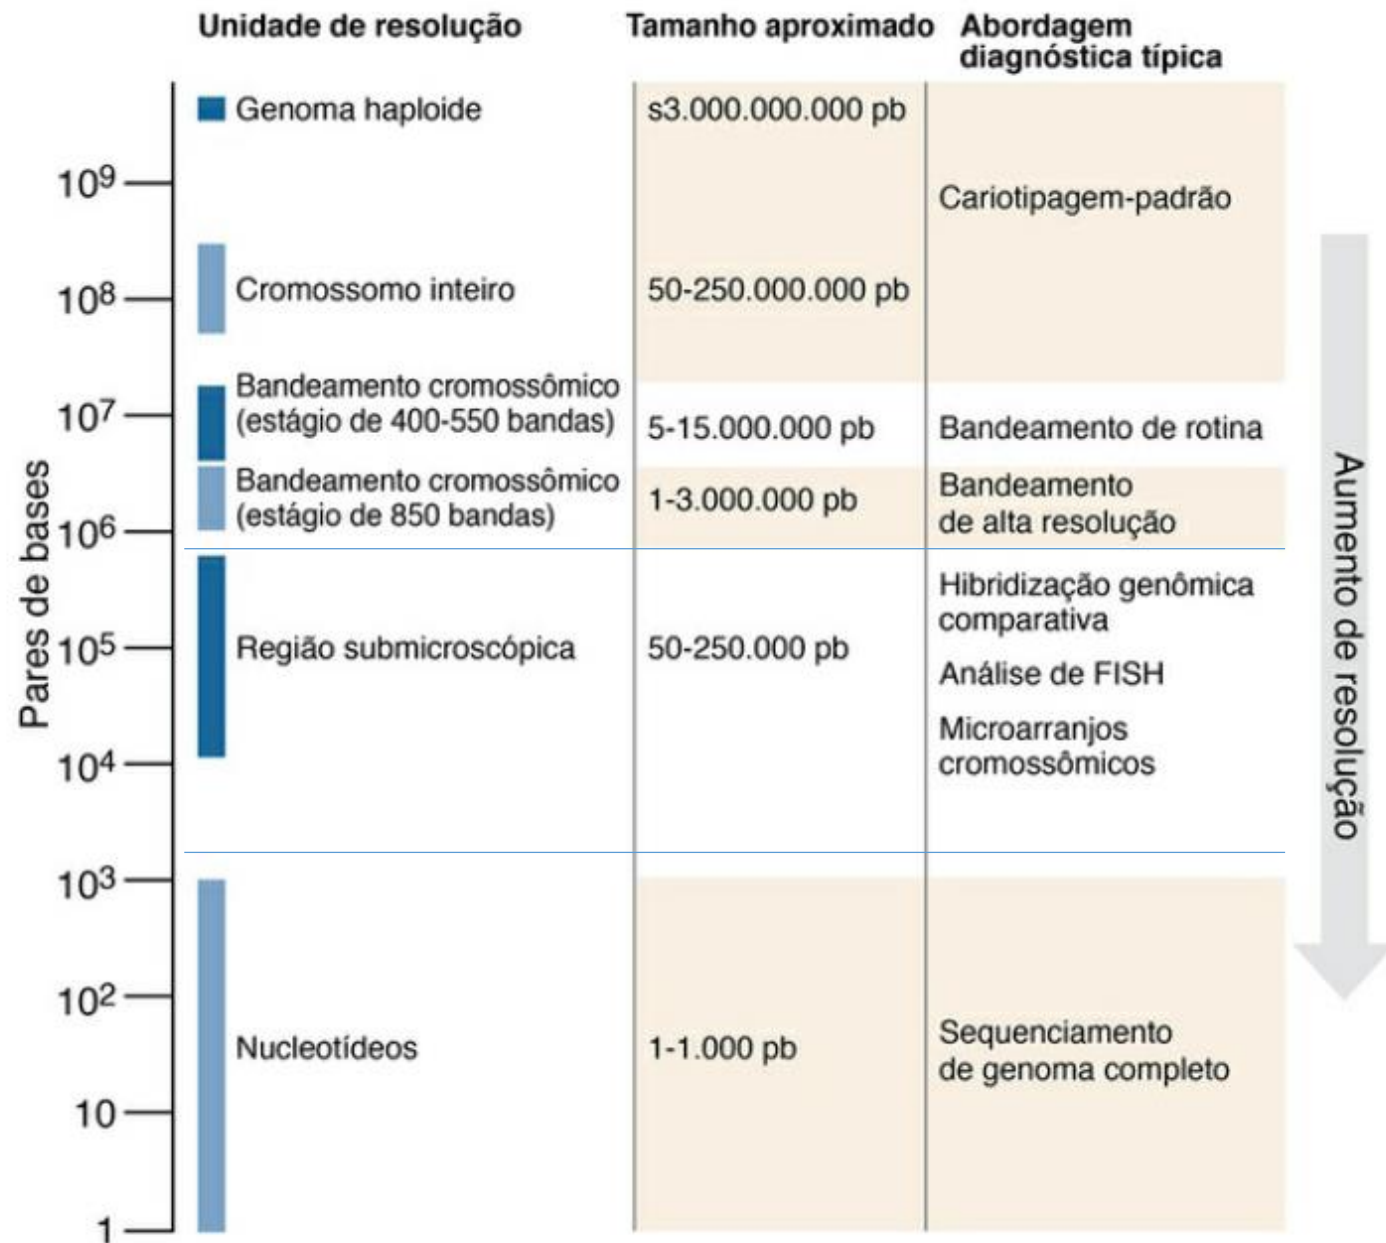 Unidade de resolução
Tamanho aproximado
Abordagem
diagnóstica típica
Genoma haploide
s3.000.000.000 pb
10⁹
Cariotipagem-padrão
Cromossomo inteiro
50-250.000.000 pb
10⁸
Bandeamento cromossômico
(estágio de 400-550 bandas)
5-15.000.000 pb
Bandeamento de rotina
10⁷
Bandeamento cromossômico
(estágio de 850 bandas)
1-3.000.000 pb
Bandeamento
de alta resolução
10⁶
Região submicroscópica
50-250.000 pb
Hibridização genômica
comparativa
Análise de FISH
Microarranjos
cromossômicos
10⁵
10⁴
10³
10²
Nucleotídeos
1-1.000 pb
Sequenciamento
de genoma completo
10
1
Pares de bases
Aumento de resolução